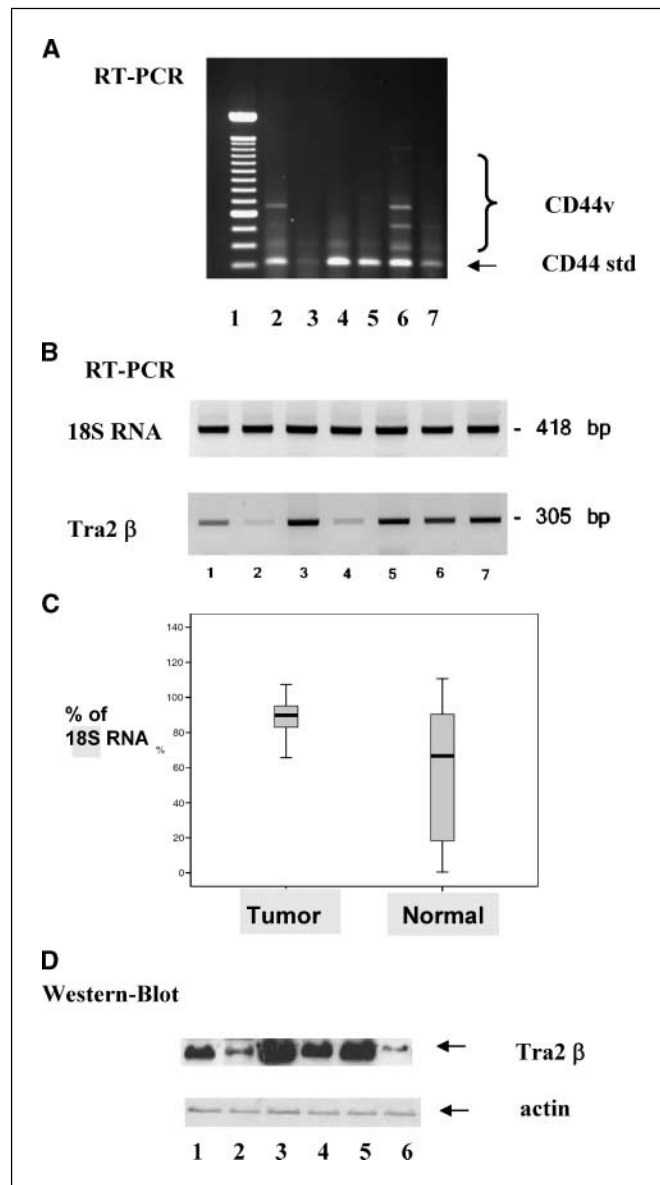 A
RT-PCR
CD44v
CD44 std
1 2 3 4 5 6 7
B
RT-PCR
18S RNA
- 418 bp
Tra2 β
- 305 bp
1 2 3 4 5 6 7
C
140
120
100
80
60
40
20
0
% of
18S RNA %
Tumor Normal
D
Western-Blot
Tra2 β
actin
1 2 3 4 5 6